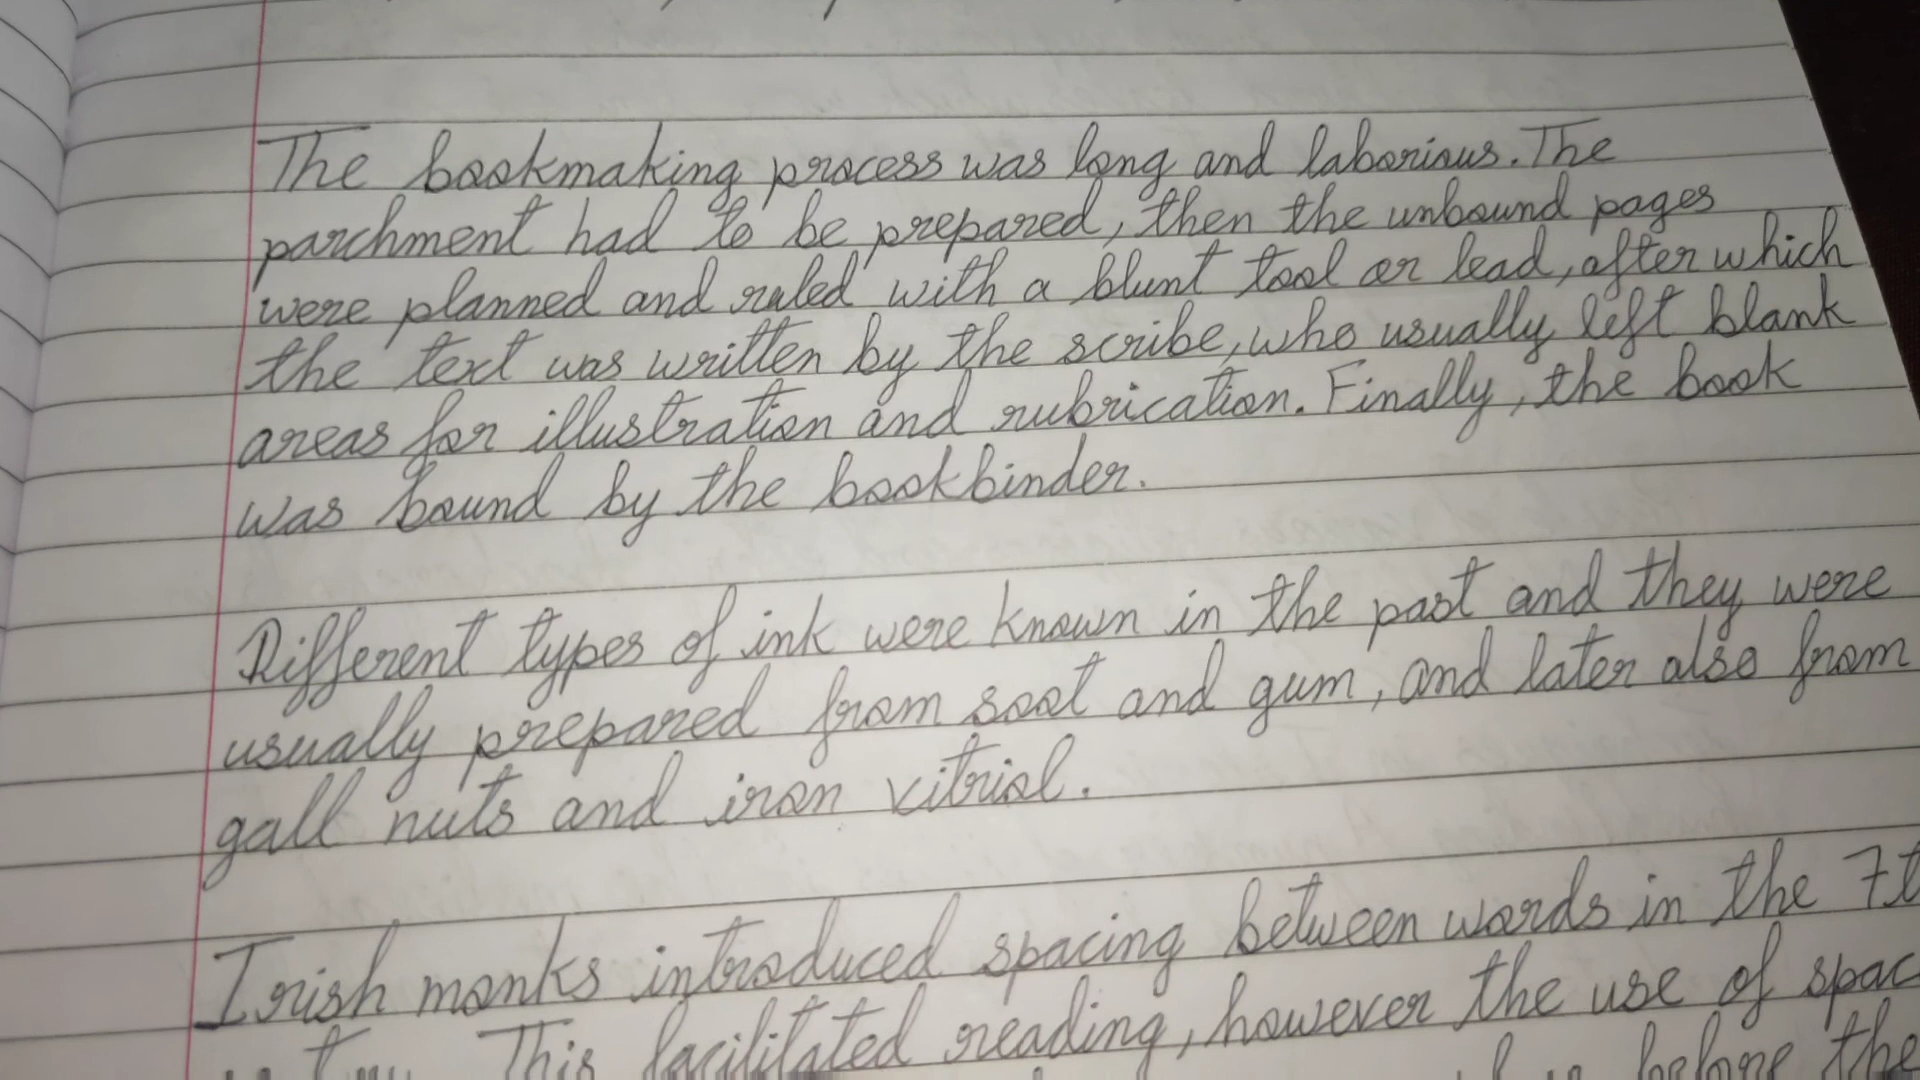 The bookmaking process was long and laborious. The
parchment had to be prepared, then the unbound pages
were planned and ruled with a blunt tool or lead, after which
the text was written by the scribe, who usually left blank
areas for illustration and rubrication. Finally, the book
was bound by the bookbinder.
Different types of ink were known in the past and they were
usually prepared from soot and gum, and later also from
gall nuts and iron vitriol.
Irish monks introduced spacing between words in the 7t
This facilitated reading, however the use of spac
before the